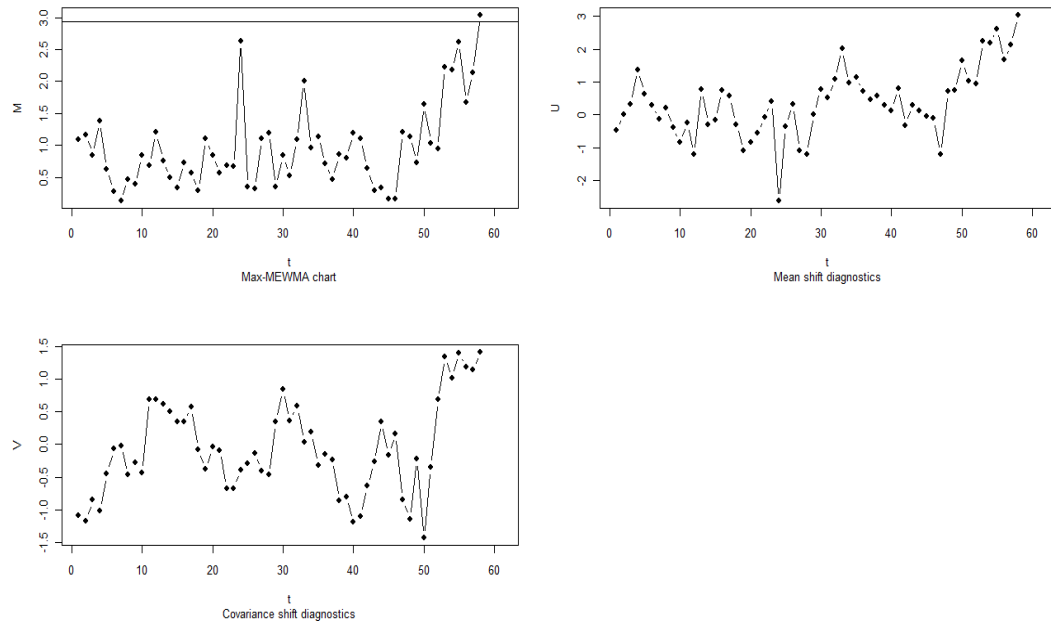 M
0.5 1.0 1.5 2.0 2.5 3.0
0 10 20 30 40 50 60
t
Max-MEWMA chart
U
-2 -1 0 1 2 3
0 10 20 30 40 50 60
t
Mean shift diagnostics
V
-1.5 -1.0 -0.5 0.0 0.5 1.0 1.5
0 10 20 30 40 50 60
t
Covariance shift diagnostics